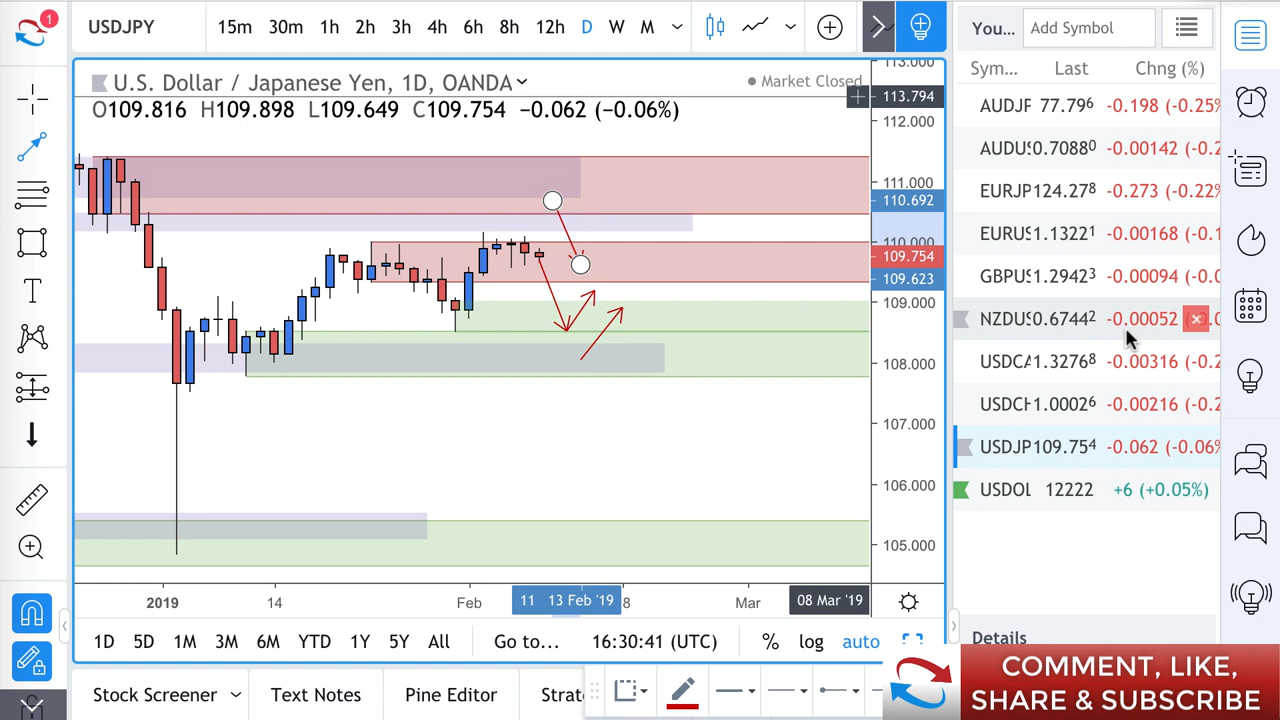 1
USDJPY 15m 30m 1h 2h 3h 4h 6h 8h 12h D W M
You... Add Symbol
U.S. Dollar / Japanese Yen, 1D, OANDA Market Closed
O109.816 H109.898 L109.649 C109.754 −0.062 (−0.06%)
113.000
113.794
112.000
111.000
110.692
110.000
109.754
109.623
109.000
108.000
107.000
106.000
105.000
2019 14 Feb 11 13 Feb '19 8 Mar 08 Mar '19
1D 5D 1M 3M 6M YTD 1Y 5Y All Go to... 16:30:41 (UTC) % log auto
Stock Screener Text Notes Pine Editor Strat
Sym... Last Chng (%)
AUDJF 77.796 -0.198 (-0.25%
AUDUS 0.70880 -0.00142 (-0.2
EURJP 124.278 -0.273 (-0.22%
EURUS 1.13221 -0.00168 (-0.1
GBPUS 1.29423 -0.00094 (-0.0
NZDUS 0.67442 -0.00052
USDCA 1.32768 -0.00316 (-0.2
USDCH 1.00026 -0.00216 (-0.2
USDJP 109.754 -0.062 (-0.06%
USDOL 12222 +6 (+0.05%)
Details
COMMENT, LIKE,
SHARE & SUBSCRIBE